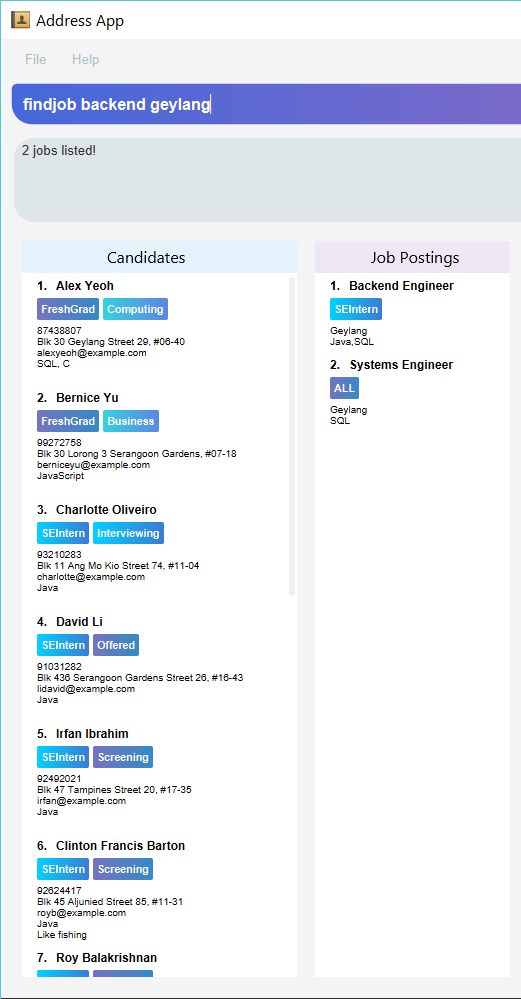 Address App
File Help
findjob backend geylang
2 jobs listed!
Candidates
1. Alex Yeoh
FreshGrad Computing
87438807
Blk 30 Geylang Street 29, #06-40
alexyeoh@example.com
SQL, C
2. Bernice Yu
FreshGrad Business
99272758
Blk 30 Lorong 3 Serangoon Gardens, #07-18
berniceyu@example.com
JavaScript
3. Charlotte Oliveiro
SEIntern Interviewing
93210283
Blk 11 Ang Mo Kio Street 74, #11-04
charlotte@example.com
Java
4. David Li
SEIntern Offered
91031282
Blk 436 Serangoon Gardens Street 26, #16-43
lidavid@example.com
Java
5. Irfan Ibrahim
SEIntern Screening
92492021
Blk 47 Tampines Street 20, #17-35
irfan@example.com
Java
6. Clinton Francis Barton
SEIntern Screening
92624417
Blk 45 Aljunied Street 85, #11-31
royb@example.com
Java
Like fishing
7. Roy Balakrishnan
SEIntern Screening
Job Postings
1. Backend Engineer
SEIntern
Geylang
Java,SQL
2. Systems Engineer
ALL
Geylang
SQL